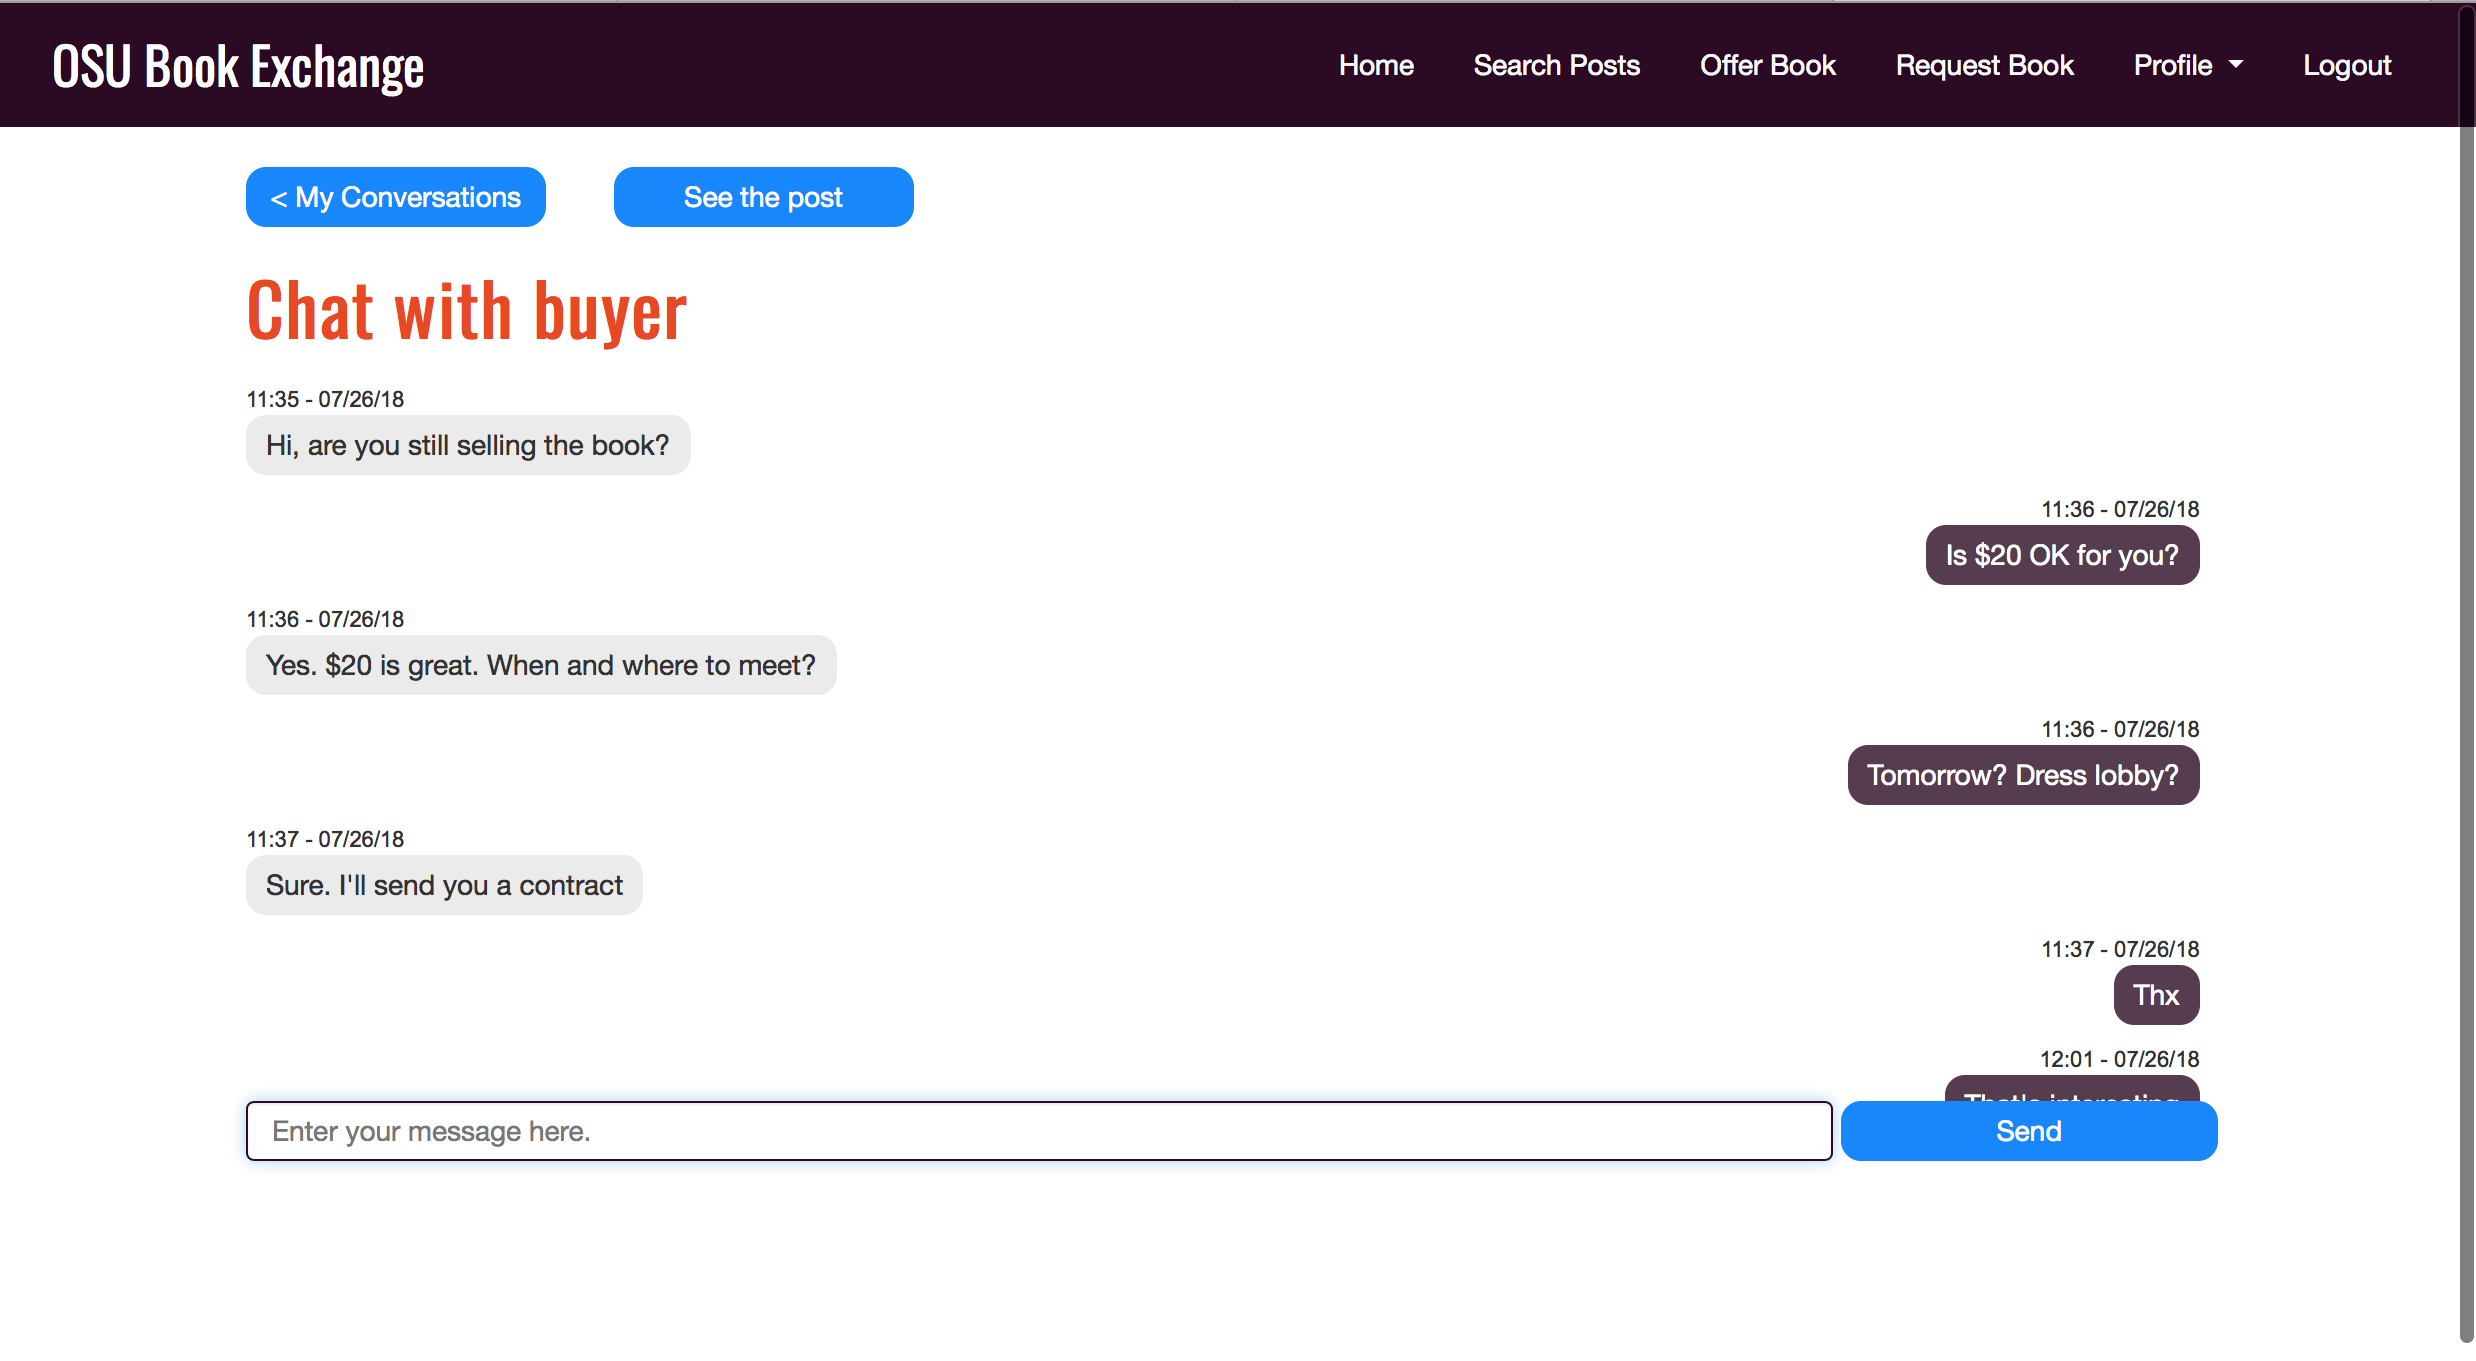 OSU Book Exchange
Home Search Posts Offer Book Request Book Profile Logout
< My Conversations See the post
Chat with buyer
11:35 - 07/26/18
Hi, are you still selling the book?
11:36 - 07/26/18
Is $20 OK for you?
11:36 - 07/26/18
Yes. $20 is great. When and where to meet?
11:36 - 07/26/18
Tomorrow? Dress lobby?
11:37 - 07/26/18
Sure. I'll send you a contract
11:37 - 07/26/18
Thx
12:01 - 07/26/18
That's interesting
Enter your message here. Send